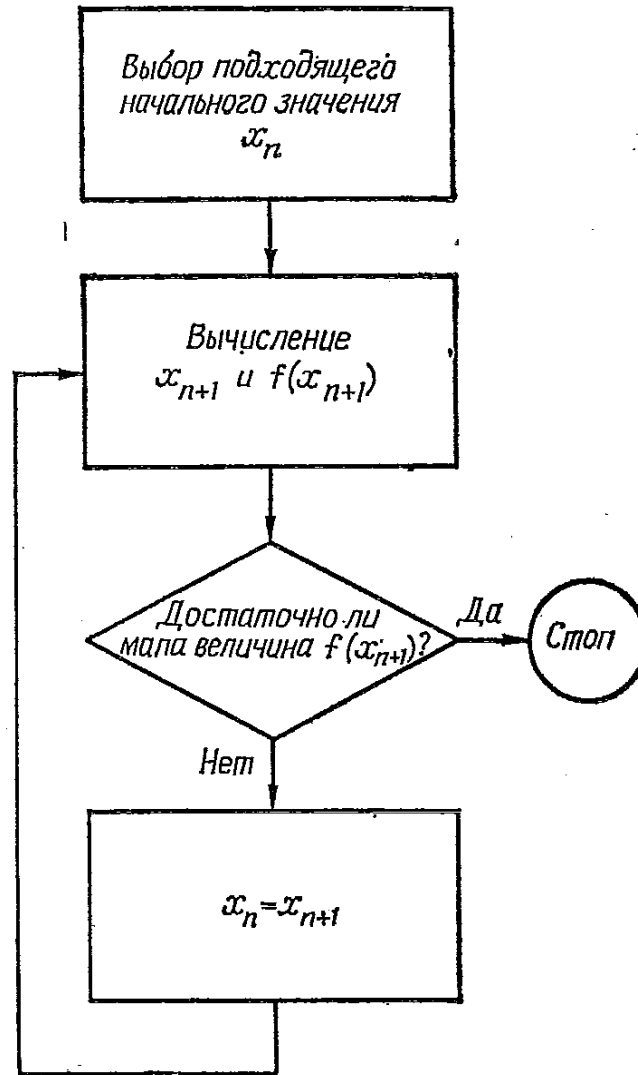 Выбор подходящего
начального значения
xₙ
Вычисление
xₙ₊₁ и f(xₙ₊₁)
Достаточно ли
мала величина f(xₙ₊₁)?
Да
Стоп
Нет
xₙ=xₙ₊₁